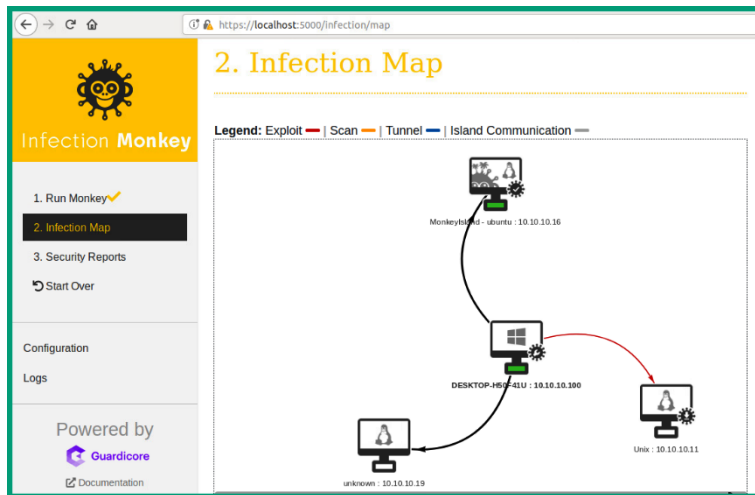 https://localhost:5000/infection/map
Infection Monkey
1. Run Monkey
2. Infection Map
3. Security Reports
Start Over
Configuration
Logs
Powered by
Guardicore
Documentation
2. Infection Map
Legend: Exploit | Scan | Tunnel | Island Communication
MonkeyIsland - ubuntu : 10.10.10.16
DESKTOP-H50F41U : 10.10.10.100
Unix : 10.10.10.11
unknown : 10.10.10.19